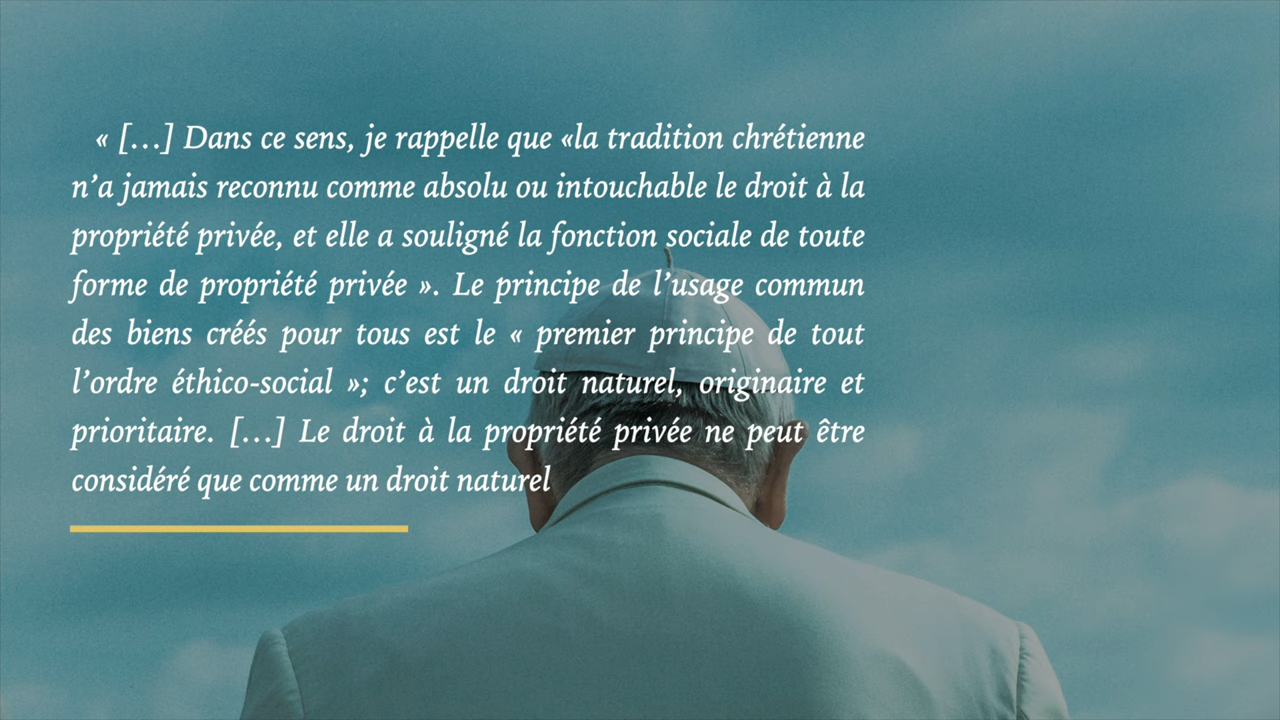 « […] Dans ce sens, je rappelle que «la tradition chrétienne
n’a jamais reconnu comme absolu ou intouchable le droit à la
propriété privée, et elle a souligné la fonction sociale de toute
forme de propriété privée ». Le principe de l’usage commun
des biens créés pour tous est le « premier principe de tout
l’ordre éthico-social »; c’est un droit naturel, originaire et
prioritaire. […] Le droit à la propriété privée ne peut être
considéré que comme un droit naturel